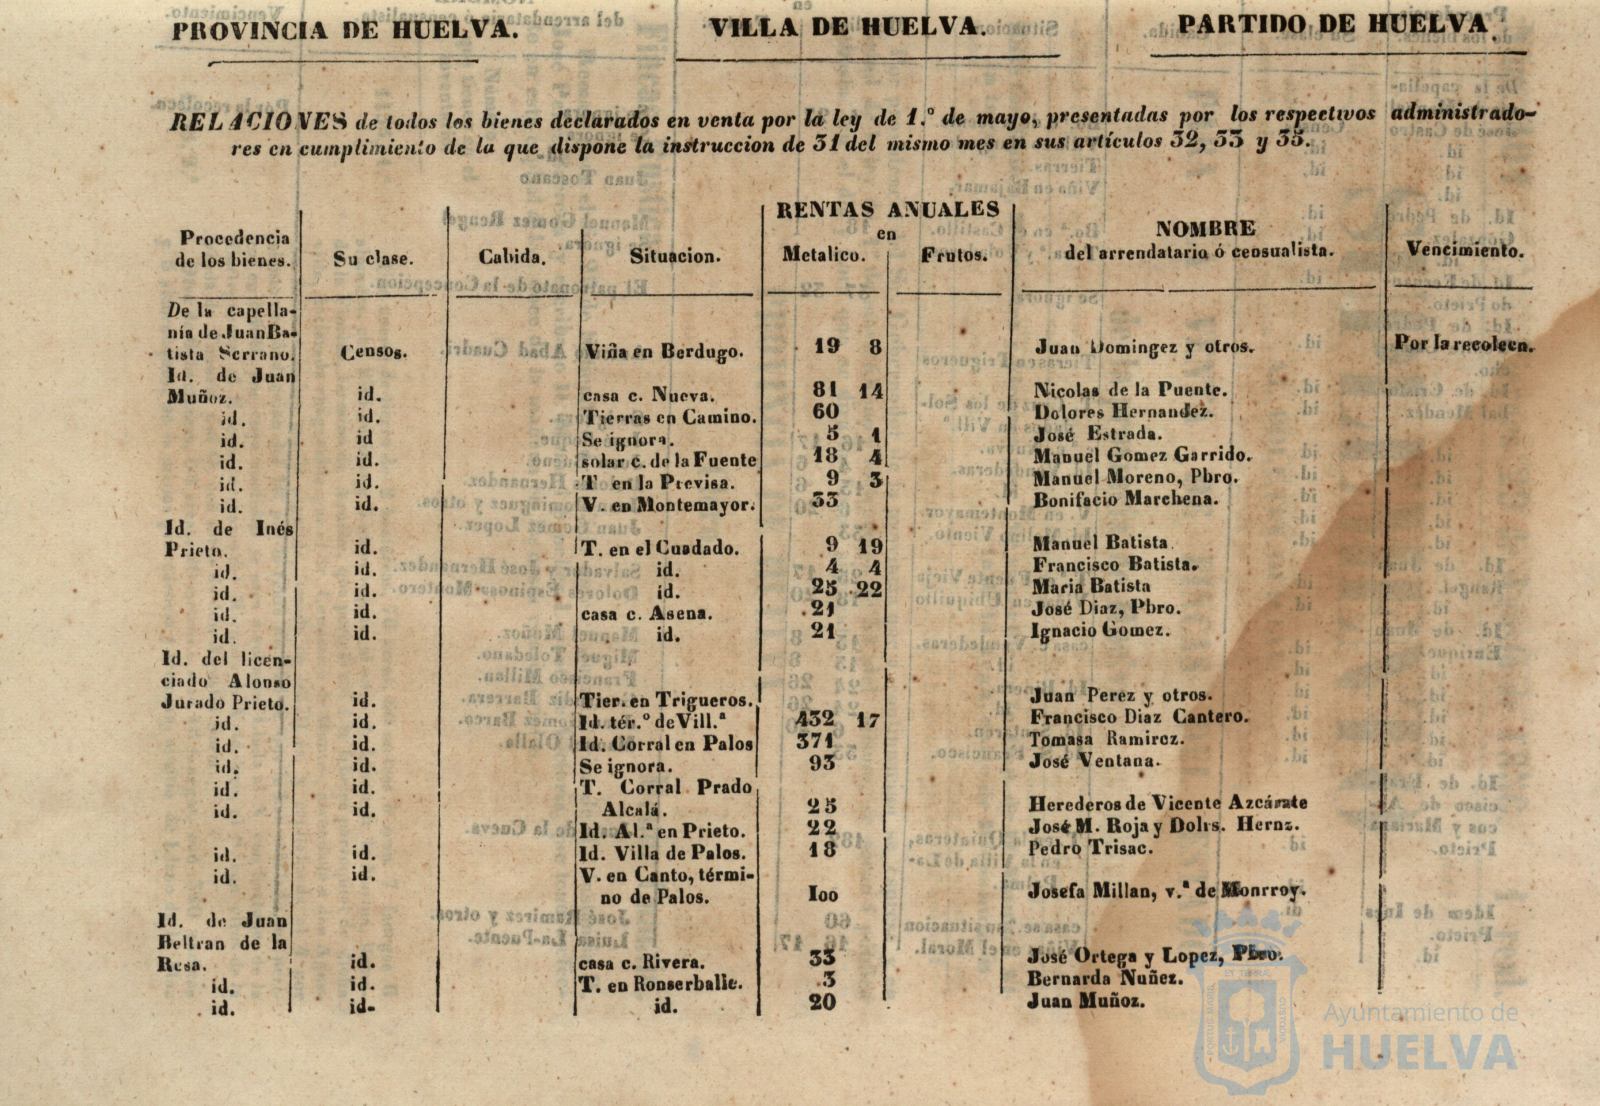 PROVINCIA DE HUELVA. VILLA DE HUELVA. PARTIDO DE HUELVA
RELACIONES de todos los bienes declarados en venta por la ley de 1.º de mayo, presentadas por los respectivos administrado-
res en cumplimiento de la que dispone la instruccion de 31 del mismo mes en sus artículos 32, 33 y 35.
RENTAS ANUALES
en
Procedencia de los bienes. Su clase. Cabida. Situacion. Metalico. Frutos. NOMBRE del arrendatario ó censualista. Vencimiento.
De la capella-
nía de Juan Ba-
tista Serrano. Censos. Viña en Berdugo. 19 8 Juan Domingez y otros. Por la recolecn.
Id. de Juan
Muñoz. id. casa c. Nueva. 81 14 Nicolas de la Puente.
id. id. Tierras en Camino. 60 Dolores Hernandez.
id. id Se ignora. 5 1 José Estrada.
id. id. solar c. de la Fuente 18 4 Manuel Gomez Garrido.
id. id. T en la Previsa. 9 3 Manuel Moreno, Pbro.
id. id. V. en Montemayor. 33 Bonifacio Marchena.
Id. de Inés
Prieto. id. T. en el Cuadado. 9 19 Manuel Batista.
id. id. id. 4 4 Francisco Batista.
id. id. id. 25 22 Maria Batista
id. id. casa c. Asena. 21 José Diaz, Pbro.
id. id. id. 21 Ignacio Gomez.
Id. del licen-
ciado Alonso
Jurado Prieto. id. Tier. en Trigueros. Juan Perez y otros.
id. id. Id. tér.º de Vill.ª 432 17 Francisco Diaz Cantero.
id. id. Id. Corral en Palos 371 Tomasa Ramirez.
id. id. Se ignora. 93 José Ventana.
id. id. T. Corral Prado
id. id. Alcalá. 25 Herederos de Vicente Azcárate
Id. Al.ª en Prieto. 22 José M. Roja y Dolrs. Hernz.
id. id. Id. Villa de Palos. 18 Pedro Trisac.
id. id. V. en Canto, térmi-
no de Palos. 100 Josefa Millan, v.ª de Monrroy.
Id. de Juan
Beltran de la
Rosa. id. casa c. Rivera. 33 José Ortega y Lopez, Pbro.
id. id. T. en Ronserbalie. 3 Bernarda Nuñez.
id. id- id. 20 Juan Muñoz.
Ayuntamiento de
HUELVA